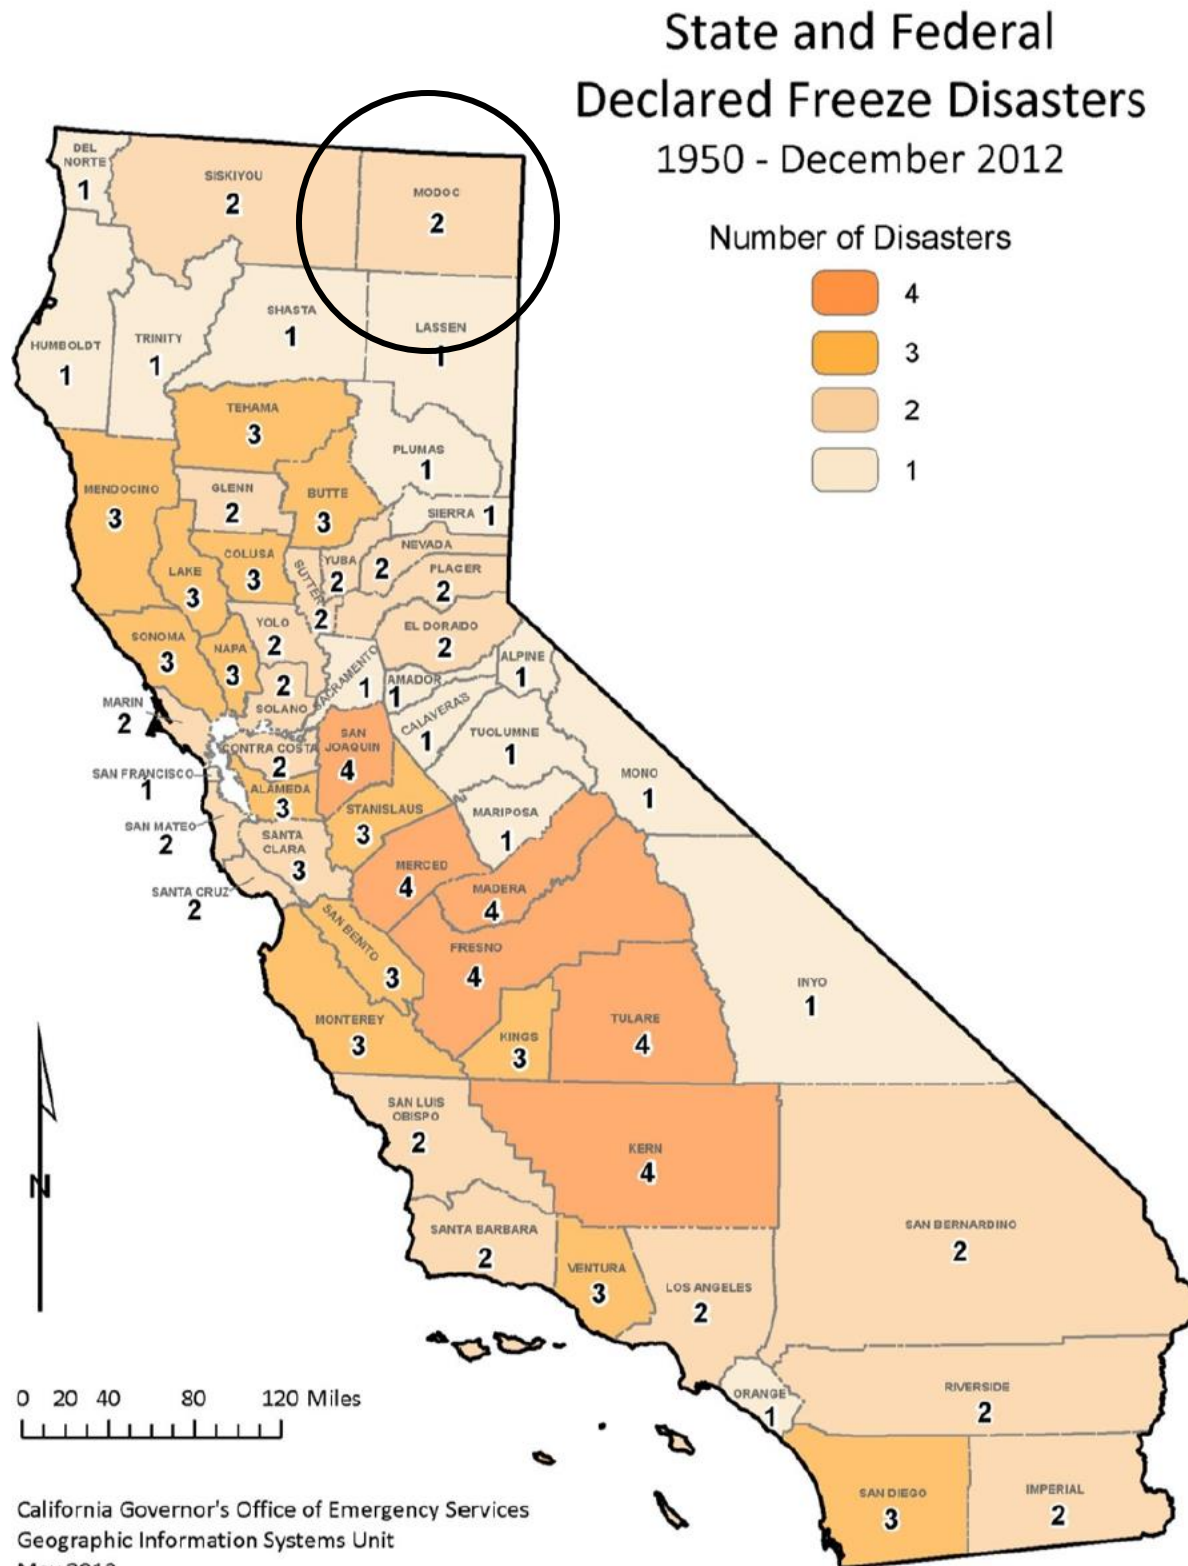 State and Federal
Declared Freeze Disasters
1950 - December 2012
Number of Disasters
4
3
2
1
DEL
NORTE
1
SISKIYOU
2
MODOC
2
SHASTA
1
LASSEN
1
HUMBOLDT
1
TRINITY
1
TEHAMA
3
PLUMAS
1
MENDOCINO
3
GLENN
2
BUTTE
3
SIERRA 1
LAKE
3
COLUSA
3
SUTTER
2
YUBA
2
NEVADA
2
PLACER
2
SONOMA
3
NAPA
3
YOLO
2
EL DORADO
2
ALPINE
1
SOLANO
2
SACRAMENTO
1
AMADOR
1
CALAVERAS
1
TUOLUMNE
1
MARIN
2
CONTRA COSTA
2
SAN
JOAQUIN
4
MONO
1
SAN FRANCISCO
1
ALAMEDA
3
STANISLAUS
3
MARIPOSA
1
SAN MATEO
2
SANTA
CLARA
3
MERCED
4
MADERA
4
SANTA CRUZ
2
SAN BENITO
3
FRESNO
4
INYO
1
MONTEREY
3
KINGS
3
TULARE
4
SAN LUIS
OBISPO
2
KERN
4
N
SANTA BARBARA
2
VENTURA
3
LOS ANGELES
2
SAN BERNARDINO
2
ORANGE
1
RIVERSIDE
2
SAN DIEGO
3
IMPERIAL
2
0 20 40 80 120 Miles
California Governor's Office of Emergency Services
Geographic Information Systems Unit